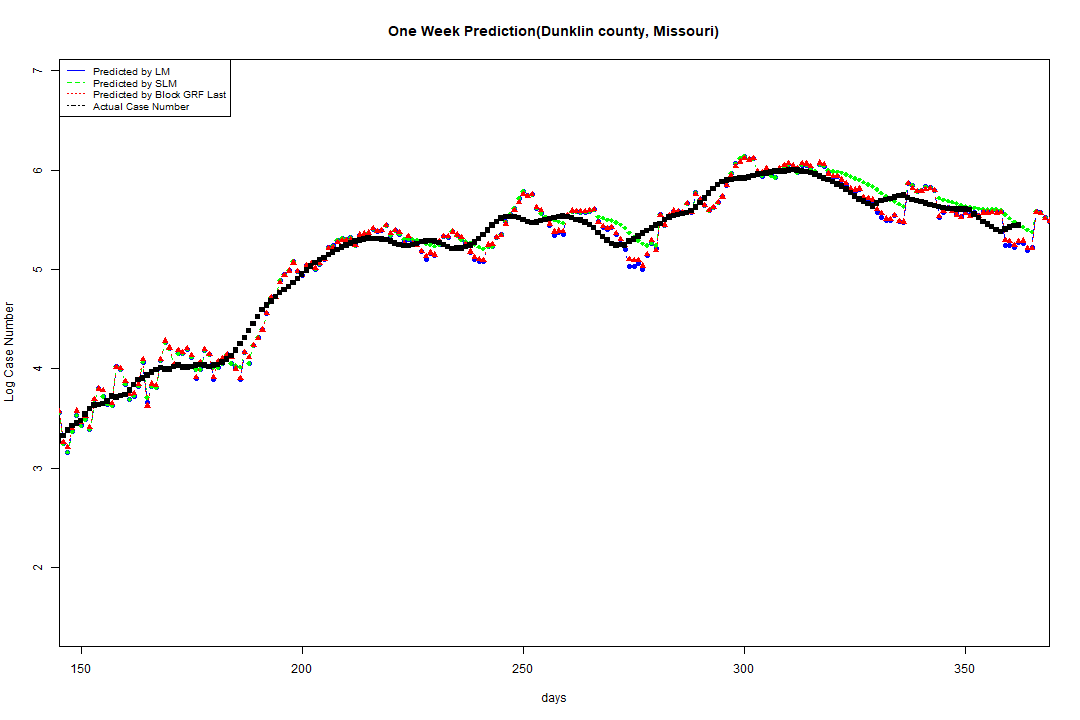 One Week Prediction(Dunklin county, Missouri)
Predicted by LM
Predicted by SLM
Predicted by Block GRF Last
Actual Case Number
7
6
5
4
3
2
Log Case Number
150 200 250 300 350
days